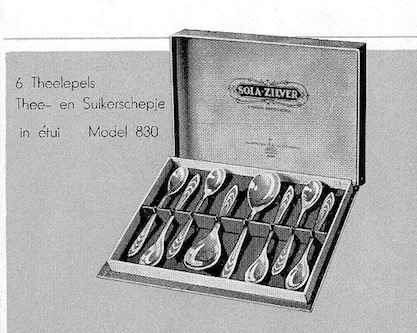 6 Theelepels
Thee- en Suikerschepje
in étui Model 830
SOLA-ZILVER